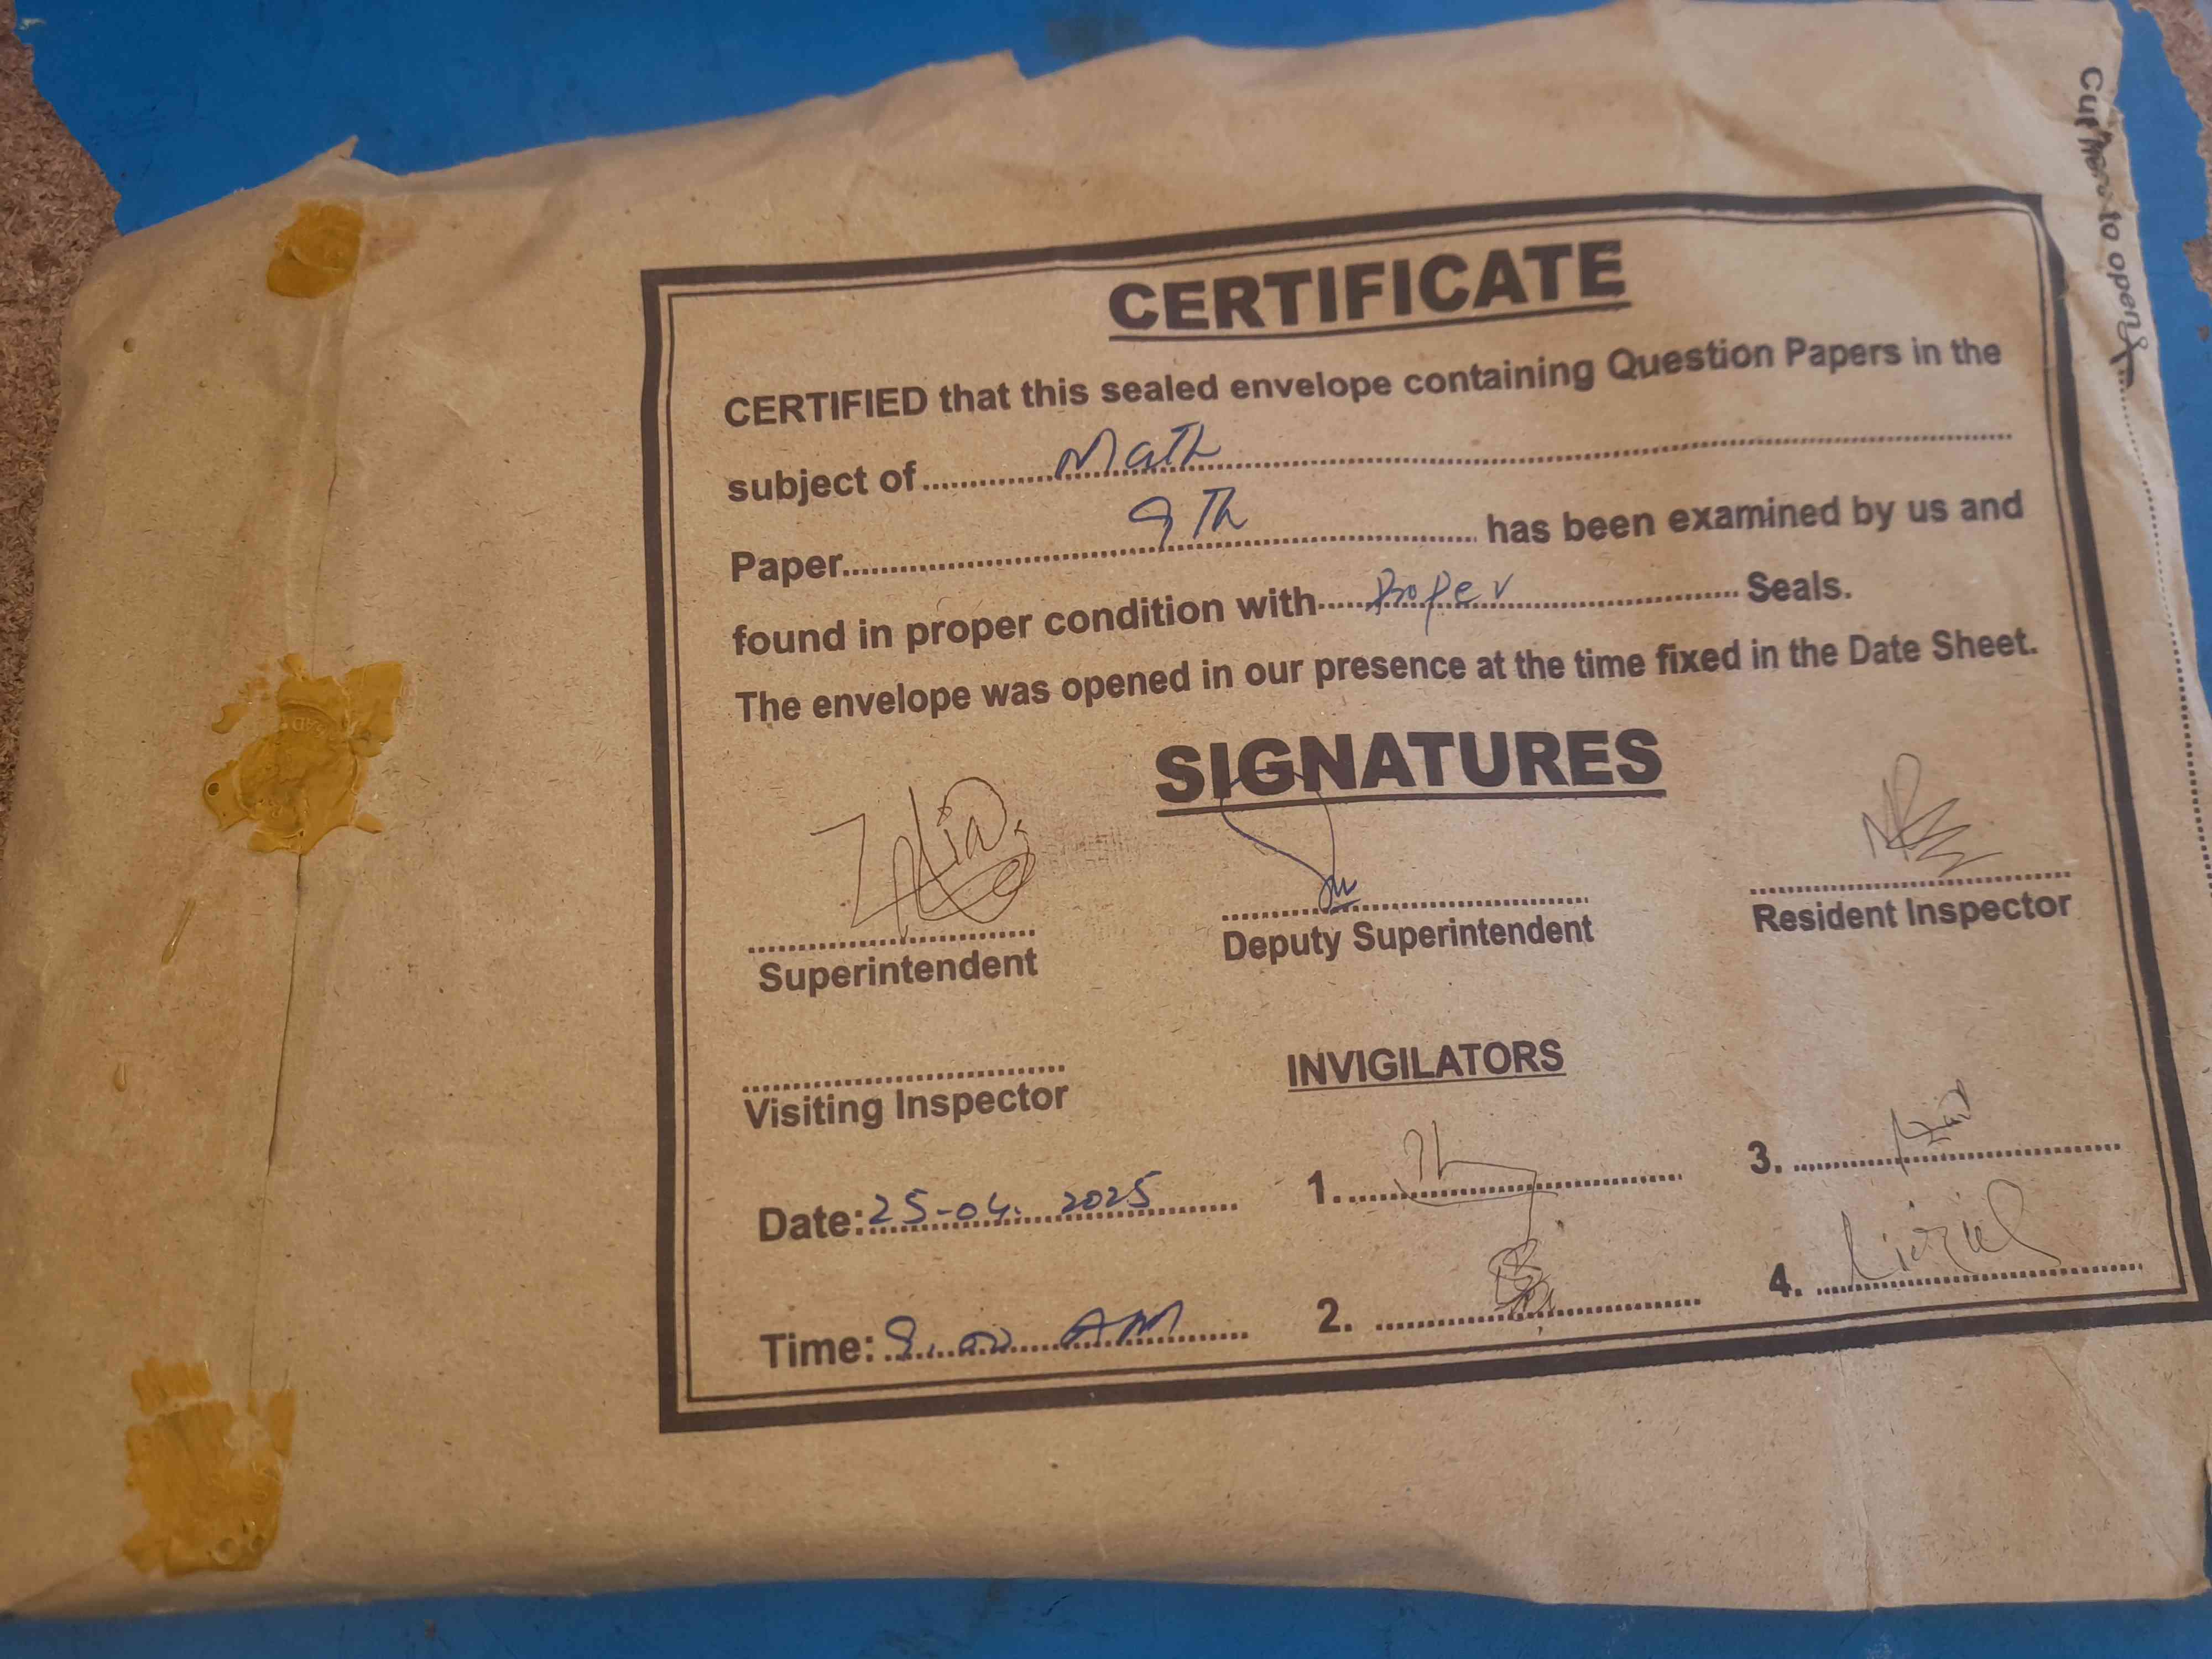 Cut Here to open
CERTIFICATE
CERTIFIED that this sealed envelope containing Question Papers in the
subject of Math
Paper 9Th has been examined by us and
found in proper condition with Proper Seals.
The envelope was opened in our presence at the time fixed in the Date Sheet.
SIGNATURES
Superintendent
Deputy Superintendent
Resident Inspector
Visiting Inspector
INVIGILATORS
Date: 25-04. 2025
1.
3.
Time: 9.00 AM
2.
4.